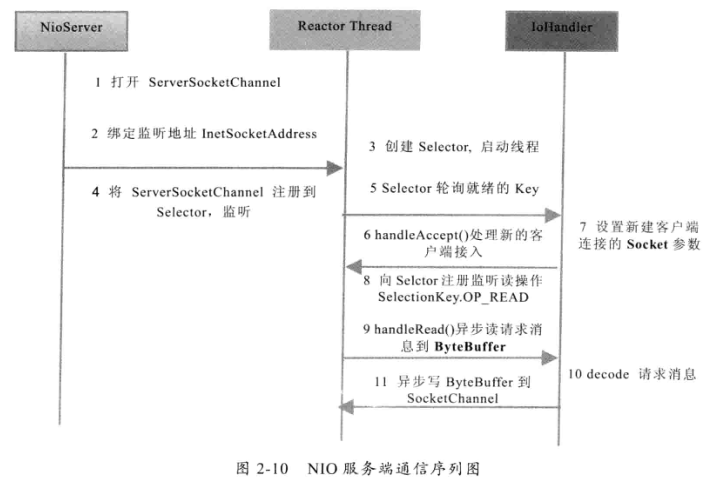 NioServer
Reactor Thread
IoHandler
1 打开 ServerSocketChannel
2 绑定监听地址 InetSocketAddress
3 创建 Selector, 启动线程
4 将 ServerSocketChannel 注册到
Selector，监听
5 Selector 轮询就绪的 Key
6 handleAccept()处理新的客
户端接入
7 设置新建客户端
连接的 Socket 参数
8 向 Selctor 注册监听读操作
SelectionKey.OP_READ
9 handleRead()异步读请求消
息到 ByteBuffer
10 decode 请求消息
11 异步写 ByteBuffer 到
SocketChannel
图 2-10 NIO 服务端通信序列图